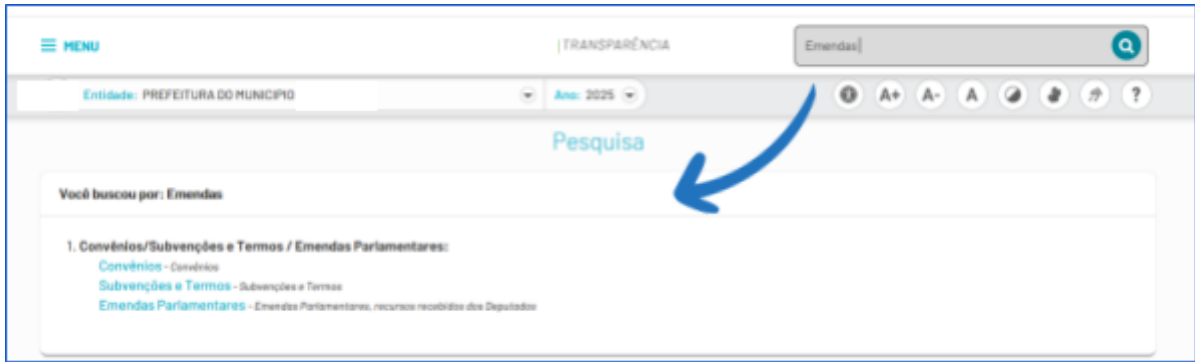 MENU
|TRANSPARÊNCIA
Emendas
Entidade: PREFEITURA DO MUNICIPIO
Ano: 2025
A+ A- A ?
Pesquisa
Você buscou por: Emendas
1. Convênios/Subvenções e Termos / Emendas Parlamentares:
Convênios - Convênios
Subvenções e Termos - Subvenções e Termos
Emendas Parlamentares - Emendas Parlamentares, recursos recebidos dos Deputados